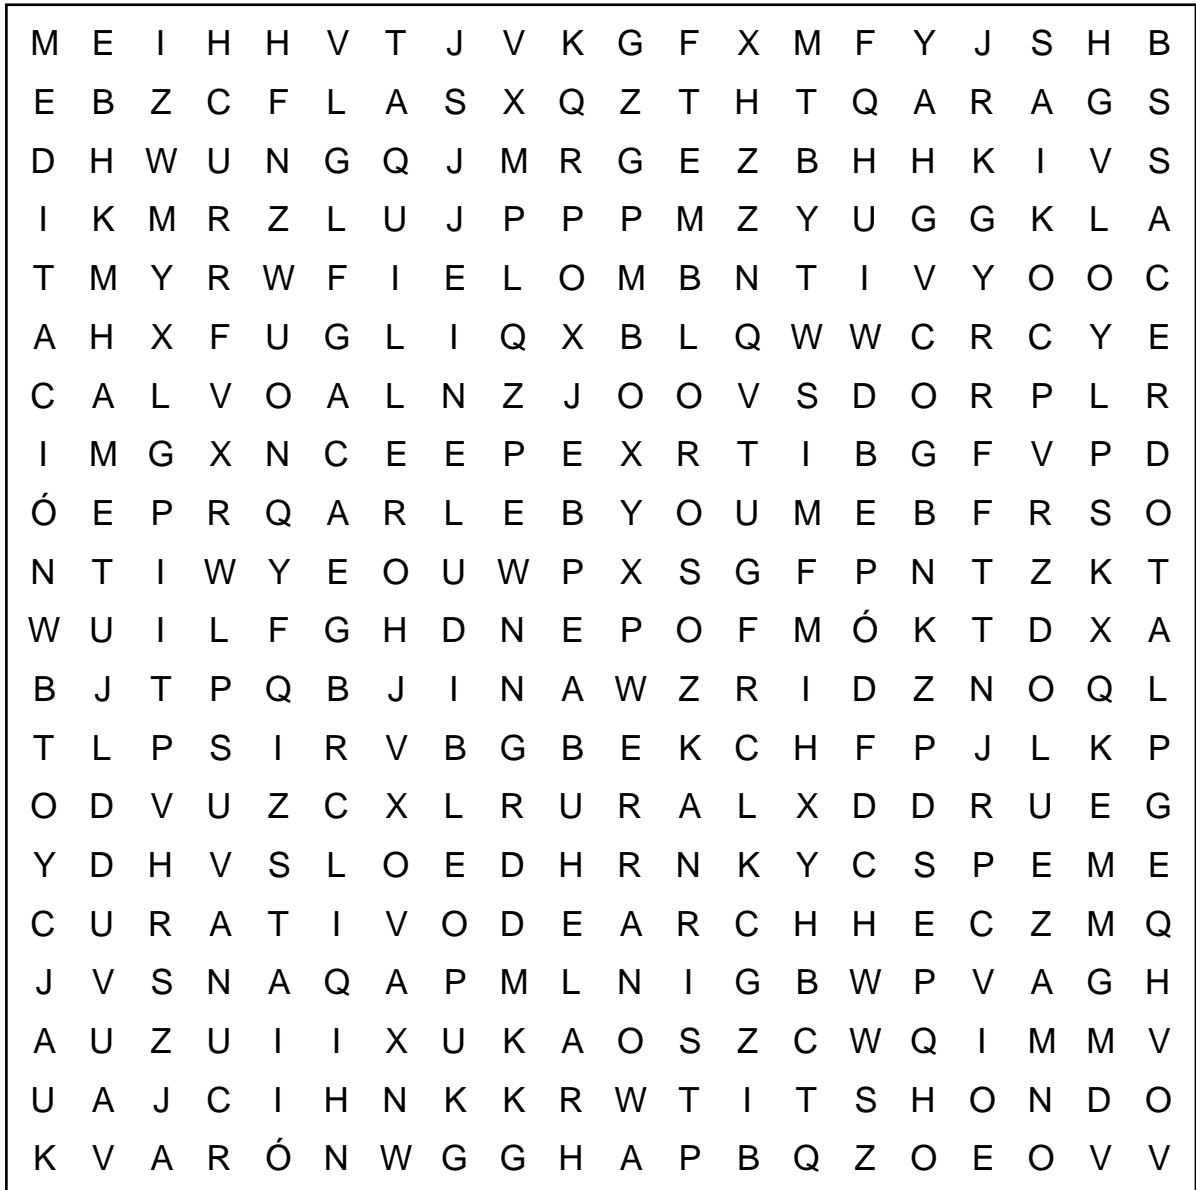 M E I H H V T J V K G F X M F Y J S H B
E B Z C F L A S X Q Z T H T Q A R A G S
D H W U N G Q J M R G E Z B H H K I V S
I K M R Z L U J P P P M Z Y U G G K L A
T M Y R W F I E L O M B N T I V Y O O C
A H X F U G L I Q X B L Q W W C R C Y E
C A L V O A L N Z J O O V S D O R P L R
I M G X N C E E P E X R T I B G F V P D
Ó E P R Q A R L E B Y O U M E B F R S O
N T I W Y E O U W P X S G F P N T Z K T
W U I L F G H D N E P O F M Ó K T D X A
B J T P Q B J I N A W Z R I D Z N O Q L
T L P S I R V B G B E K C H F P J L K P
O D V U Z C X L R U R A L X D D R U E G
Y D H V S L O E D H R N K Y C S P E M E
C U R A T I V O D E A R C H H E C Z M Q
J V S N A Q A P M L N I G B W P V A G H
A U Z U I I X U K A O S Z C W Q I M M V
U A J C I H N K K R W T I T S H O N D O
K V A R Ó N W G G H A P B Q Z O E O V V